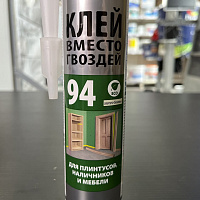 КЛЕЙ
ВМЕСТО
ГВОЗДЕЙ
94
ДЛЯ ПЛИНТУСОВ,
НАЛИЧНИКОВ
И МЕБЕЛИ